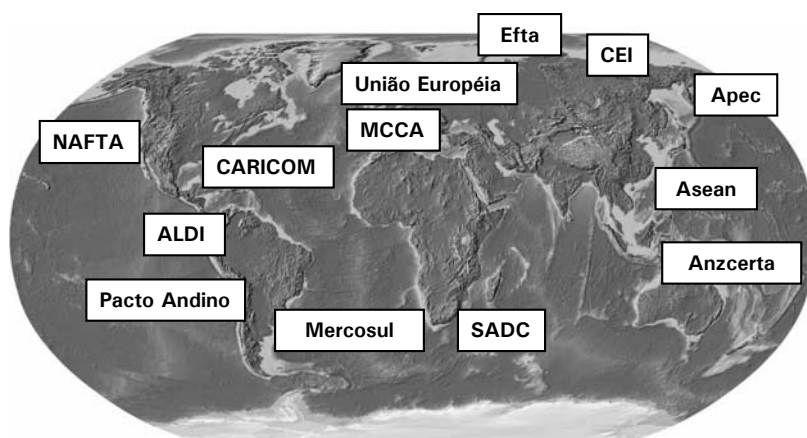 Efta
CEI
União Européia
Apec
MCCA
NAFTA
CARICOM
Asean
ALDI
Anzcerta
Pacto Andino
Mercosul
SADC